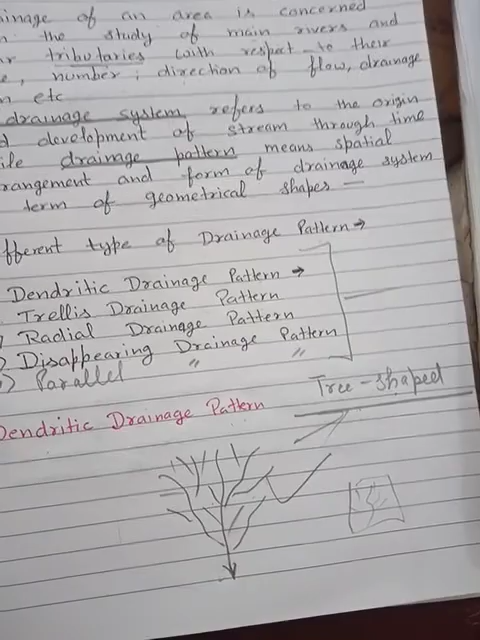 inage of an area is concerned
the study of main rivers and
tributaries with respect to their
, number, direction of flow, drainage
etc
drainage system refers to the origin
development of stream through time
drainage pattern means spatial
rangement and form of drainage system
term of geometrical shapes —
fferent type of Drainage Pattern →
Dendritic Drainage Pattern →
Trellis Drainage Pattern
Radial Drainage Pattern
Disappearing Drainage Pattern
Parallel " "
Tree-shaped
Dendritic Drainage Pattern